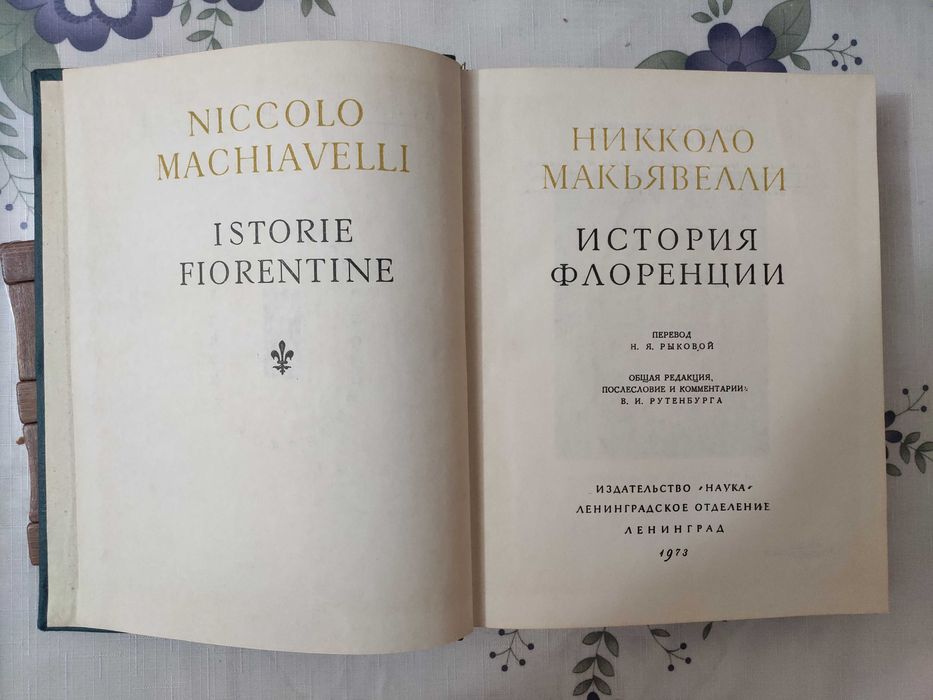 NICCOLO
MACHIAVELLI
ISTORIE
FIORENTINE
НИККОЛО
МАКЬЯВЕЛЛИ
ИСТОРИЯ
ФЛОРЕНЦИИ
ПЕРЕВОД
Н. Я. РЫКОВОЙ
ОБЩАЯ РЕДАКЦИЯ,
ПОСЛЕСЛОВИЕ И КОММЕНТАРИИ
В. И. РУТЕНБУРГА
ИЗДАТЕЛЬСТВО «НАУКА»
ЛЕНИНГРАДСКОЕ ОТДЕЛЕНИЕ
ЛЕНИНГРАД
1973